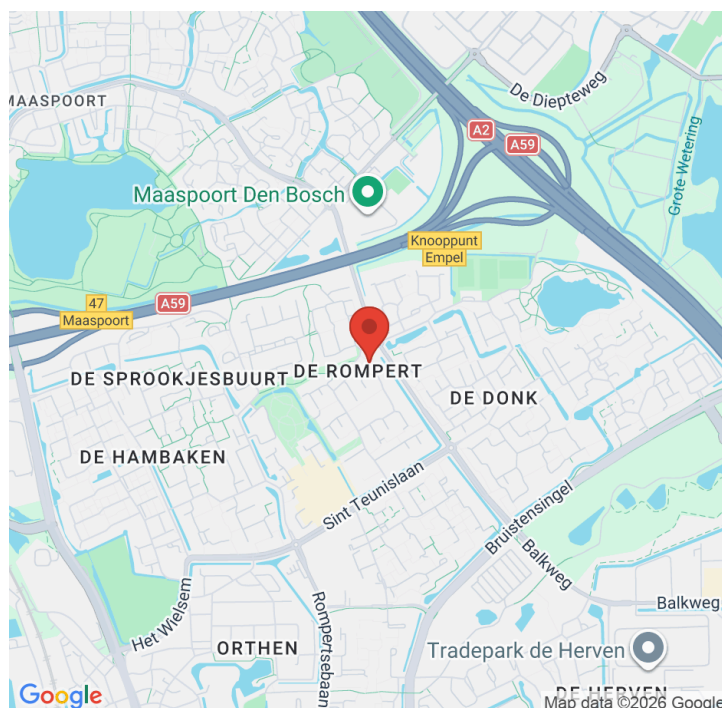 De Diepteweg
MAASPOORT
A2
A59
Grote Wetering
Maaspoort Den Bosch
Knooppunt
Empel
47
A59
Maaspoort
DE SPROOKJESBUURT
DE ROMPERT
DE DONK
DE HAMBAKEN
Sint Teunislaan
Bruistensingel
Balkweg
Balkweg
Het Wielsem
Rompertsebaan
ORTHEN
Tradepark de Herven
DE HERVEN
Google
Map data ©2026 Google